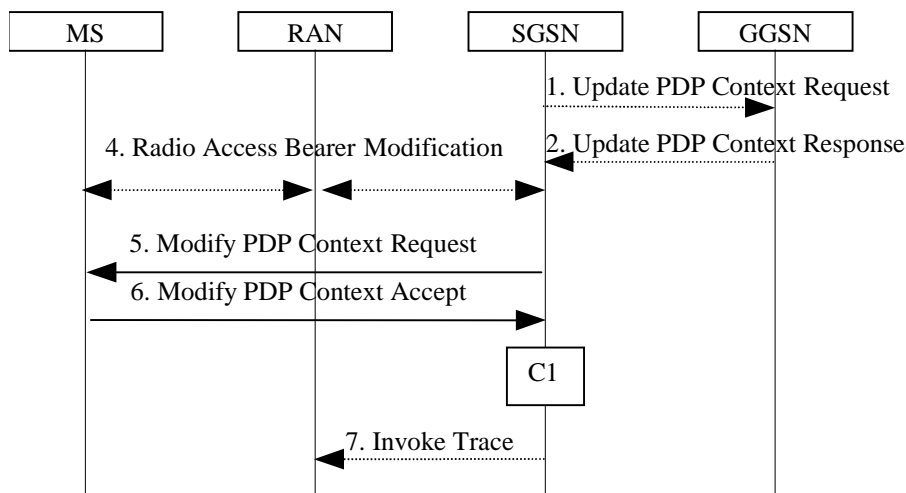 MS
RAN
SGSN
GGSN
1. Update PDP Context Request
2. Update PDP Context Response
4. Radio Access Bearer Modification
5. Modify PDP Context Request
6. Modify PDP Context Accept
C1
7. Invoke Trace